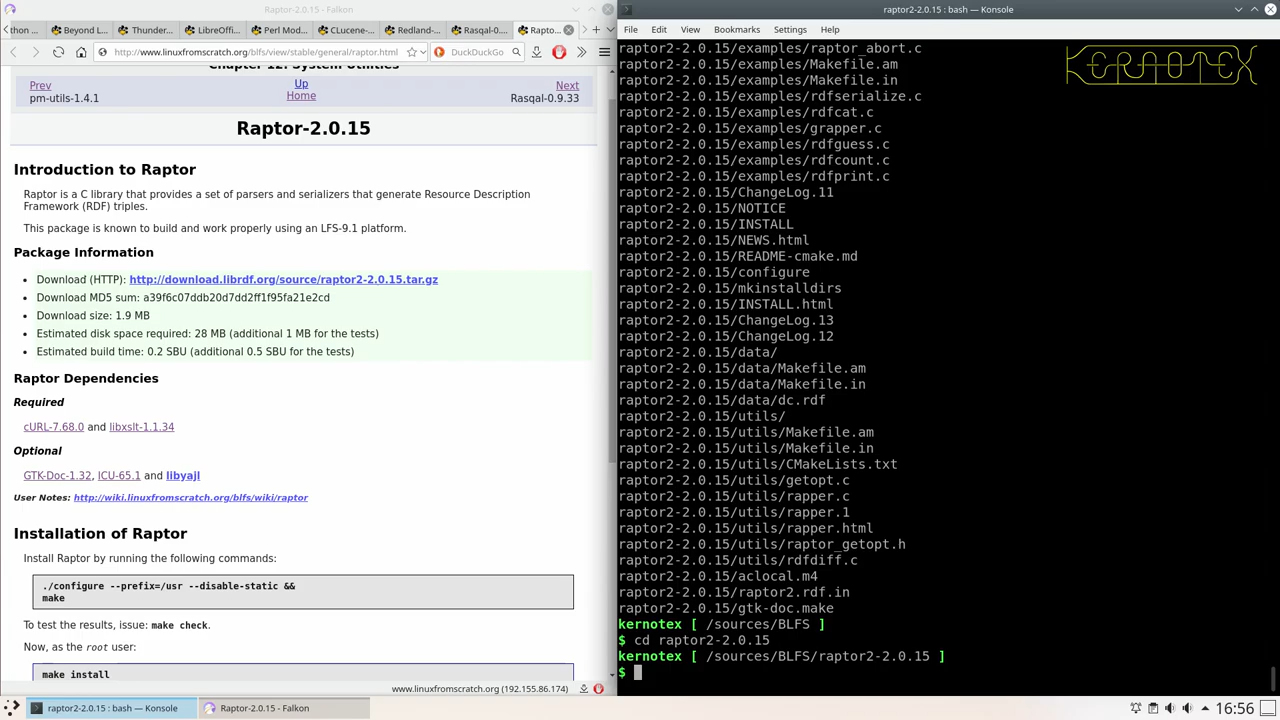 Raptor-2.0.15 - Falkon
raptor2-2.0.15 : bash — Konsole
ython ...
Beyond L...
Thunder...
LibreOffi...
Perl Mod...
CLucene-...
Redland-...
Rasqal-0...
Rapto...
http://www.linuxfromscratch.org/blfs/view/stable/general/raptor.html
DuckDuckGo
File Edit View Bookmarks Settings Help
Chapter 12. System Utilities
Prev
Up
Next
pm-utils-1.4.1
Home
Rasqal-0.9.33
Raptor-2.0.15
Introduction to Raptor
Raptor is a C library that provides a set of parsers and serializers that generate Resource Description
Framework (RDF) triples.
This package is known to build and work properly using an LFS-9.1 platform.
Package Information
Download (HTTP): http://download.librdf.org/source/raptor2-2.0.15.tar.gz
Download MD5 sum: a39f6c07ddb20d7dd2ff1f95fa21e2cd
Download size: 1.9 MB
Estimated disk space required: 28 MB (additional 1 MB for the tests)
Estimated build time: 0.2 SBU (additional 0.5 SBU for the tests)
Raptor Dependencies
Required
cURL-7.68.0 and libxslt-1.1.34
Optional
GTK-Doc-1.32, ICU-65.1 and libyajl
User Notes: http://wiki.linuxfromscratch.org/blfs/wiki/raptor
Installation of Raptor
Install Raptor by running the following commands:
./configure --prefix=/usr --disable-static &&
make
To test the results, issue: make check.
Now, as the root user:
make install
www.linuxfromscratch.org (192.155.86.174)
KERNOTEX
raptor2-2.0.15/examples/raptor_abort.c
raptor2-2.0.15/examples/Makefile.am
raptor2-2.0.15/examples/Makefile.in
raptor2-2.0.15/examples/rdfserialize.c
raptor2-2.0.15/examples/rdfcat.c
raptor2-2.0.15/examples/grapper.c
raptor2-2.0.15/examples/rdfguess.c
raptor2-2.0.15/examples/rdfcount.c
raptor2-2.0.15/examples/rdfprint.c
raptor2-2.0.15/ChangeLog.11
raptor2-2.0.15/NOTICE
raptor2-2.0.15/INSTALL
raptor2-2.0.15/NEWS.html
raptor2-2.0.15/README-cmake.md
raptor2-2.0.15/configure
raptor2-2.0.15/mkinstalldirs
raptor2-2.0.15/INSTALL.html
raptor2-2.0.15/ChangeLog.13
raptor2-2.0.15/ChangeLog.12
raptor2-2.0.15/data/
raptor2-2.0.15/data/Makefile.am
raptor2-2.0.15/data/Makefile.in
raptor2-2.0.15/data/dc.rdf
raptor2-2.0.15/utils/
raptor2-2.0.15/utils/Makefile.am
raptor2-2.0.15/utils/Makefile.in
raptor2-2.0.15/utils/CMakeLists.txt
raptor2-2.0.15/utils/getopt.c
raptor2-2.0.15/utils/rapper.c
raptor2-2.0.15/utils/rapper.1
raptor2-2.0.15/utils/rapper.html
raptor2-2.0.15/utils/raptor_getopt.h
raptor2-2.0.15/utils/rdfdiff.c
raptor2-2.0.15/aclocal.m4
raptor2-2.0.15/raptor2.rdf.in
raptor2-2.0.15/gtk-doc.make
kernotex [ /sources/BLFS ]
$ cd raptor2-2.0.15
kernotex [ /sources/BLFS/raptor2-2.0.15 ]
$
raptor2-2.0.15 : bash — Konsole
Raptor-2.0.15 - Falkon
16:56